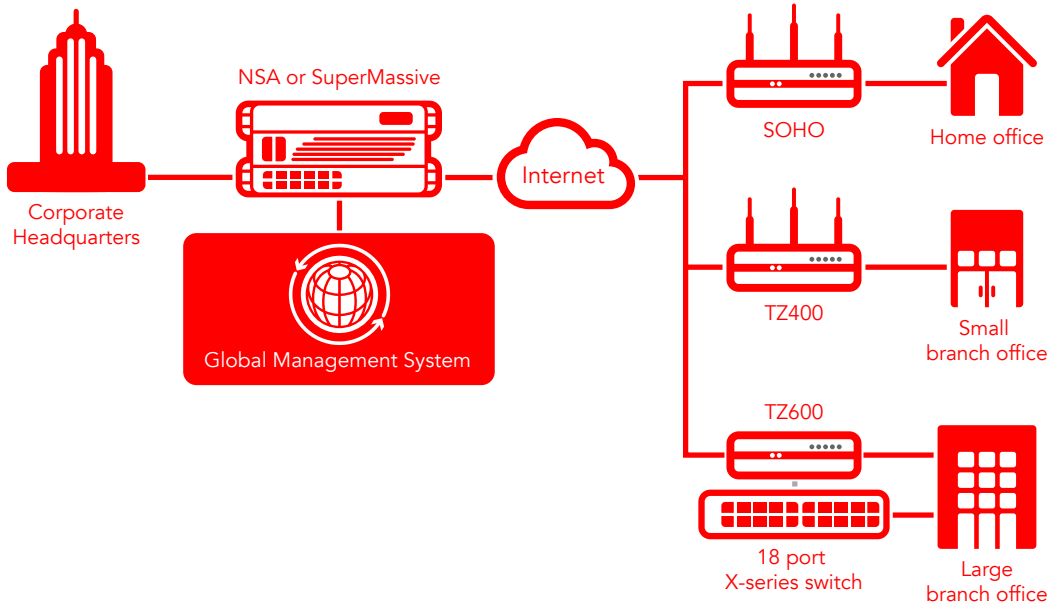 NSA or SuperMassive
Corporate
Headquarters
Global Management System
Internet
SOHO
Home office
TZ400
Small
branch office
TZ600
18 port
X-series switch
Large
branch office